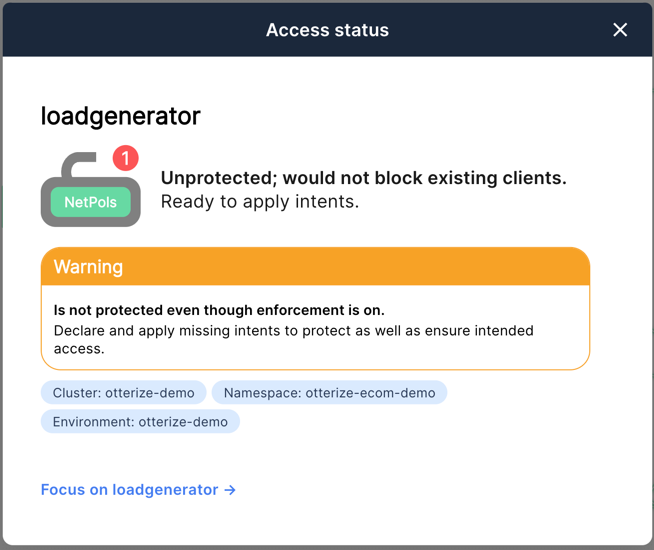 Access status
loadgenerator
1
NetPols
Unprotected; would not block existing clients.
Ready to apply intents.
Warning
Is not protected even though enforcement is on.
Declare and apply missing intents to protect as well as ensure intended
access.
Cluster: otterize-demo
Namespace: otterize-ecom-demo
Environment: otterize-demo
Focus on loadgenerator →